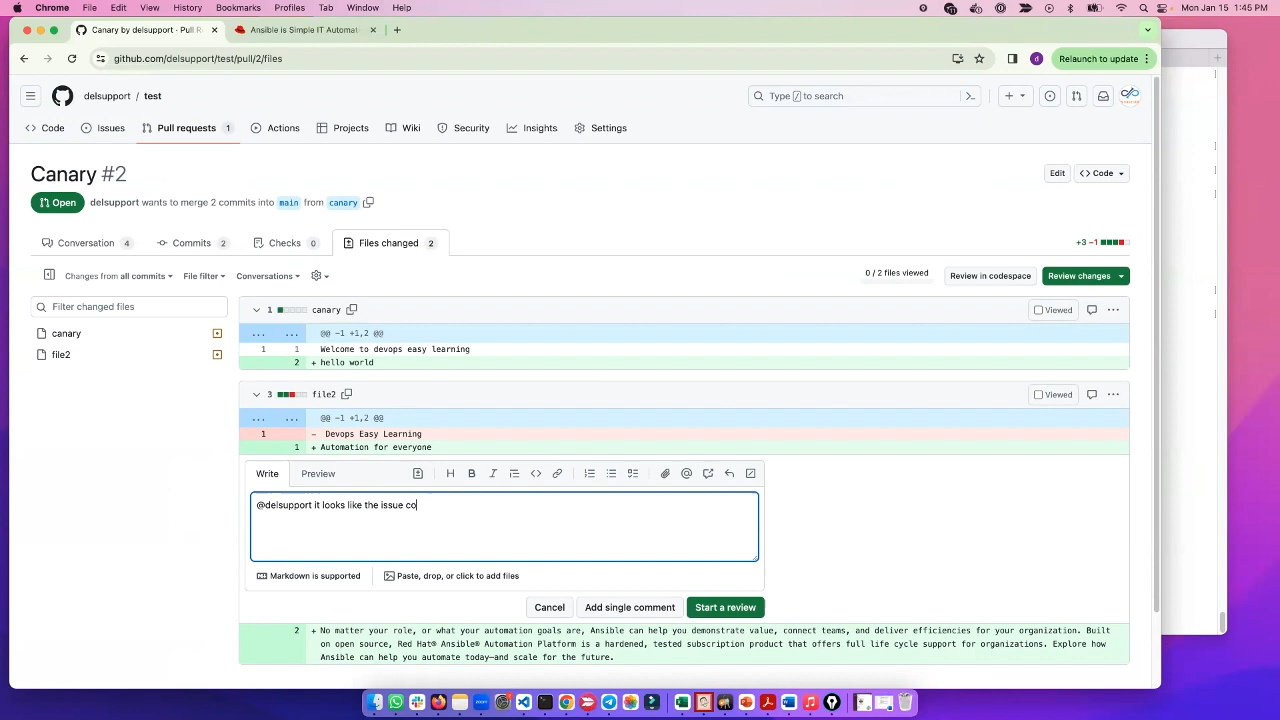 Chrome File Edit View History Bookmarks Profiles Tab Window Help
Mon Jan 15 1:45 PM
Canary by delsupport · Pull R
Ansible is Simple IT Automati
github.com/delsupport/test/pull/2/files
Relaunch to update
delsupport / test
Type / to search
Code Issues Pull requests 1 Actions Projects Wiki Security Insights Settings
Canary #2
Edit
Code
Open
delsupport wants to merge 2 commits into main from canary
Conversation 4
Commits 2
Checks 0
Files changed 2
+3 −1
Changes from all commits
File filter
Conversations
0 / 2 files viewed
Review in codespace
Review changes
Filter changed files
canary
file2
1 canary
Viewed
... ... @@ -1 +1,2 @@
1 1 Welcome to devops easy learning
2 + hello world
3 file2
Viewed
... ... @@ -1 +1,2 @@
1 − Devops Easy Learning
1 + Automation for everyone
Write
Preview
@delsupport it looks like the issue co
Markdown is supported
Paste, drop, or click to add files
Cancel
Add single comment
Start a review
2 + No matter your role, or what your automation goals are, Ansible can help you demonstrate value, connect teams, and deliver efficiencies for your organization. Built
on open source, Red Hat® Ansible® Automation Platform is a hardened, tested subscription product that offers full life cycle support for organizations. Explore how
Ansible can help you automate today—and scale for the future.